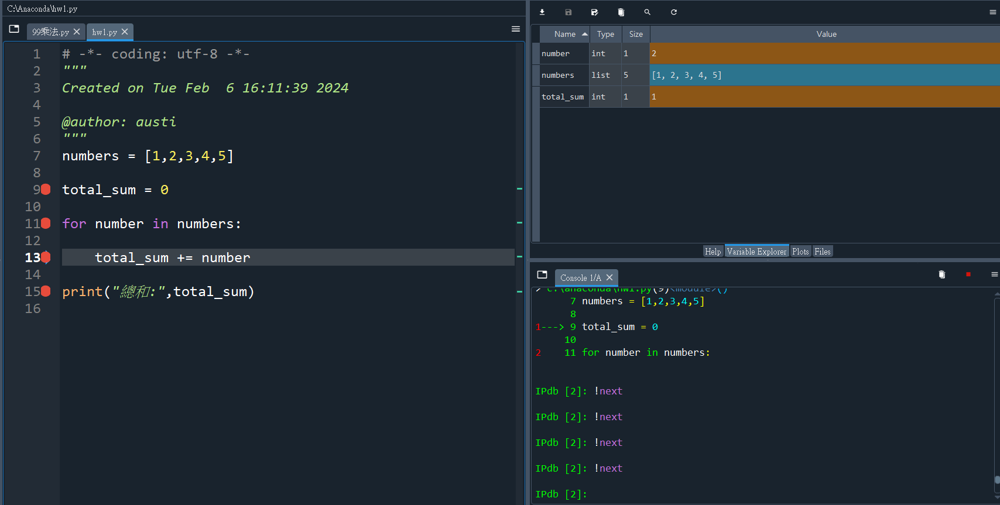 C:\Anaconda\hw1.py
99乘法.py
hw1.py
1 # -*- coding: utf-8 -*-
2 """
3 Created on Tue Feb  6 16:11:39 2024
4
5 @author: austi
6 """
7 numbers = [1,2,3,4,5]
8
9 total_sum = 0
10
11 for number in numbers:
12
13     total_sum += number
14
15 print("總和:",total_sum)
16
Name Type Size Value
number int 1 2
numbers list 5 [1, 2, 3, 4, 5]
total_sum int 1 1
Help Variable Explorer Plots Files
Console 1/A
> c:\anaconda\hw1.py(9)<module>()
7 numbers = [1,2,3,4,5]
8
1---> 9 total_sum = 0
10
2 11 for number in numbers:
IPdb [2]: !next
IPdb [2]: !next
IPdb [2]: !next
IPdb [2]: !next
IPdb [2]: